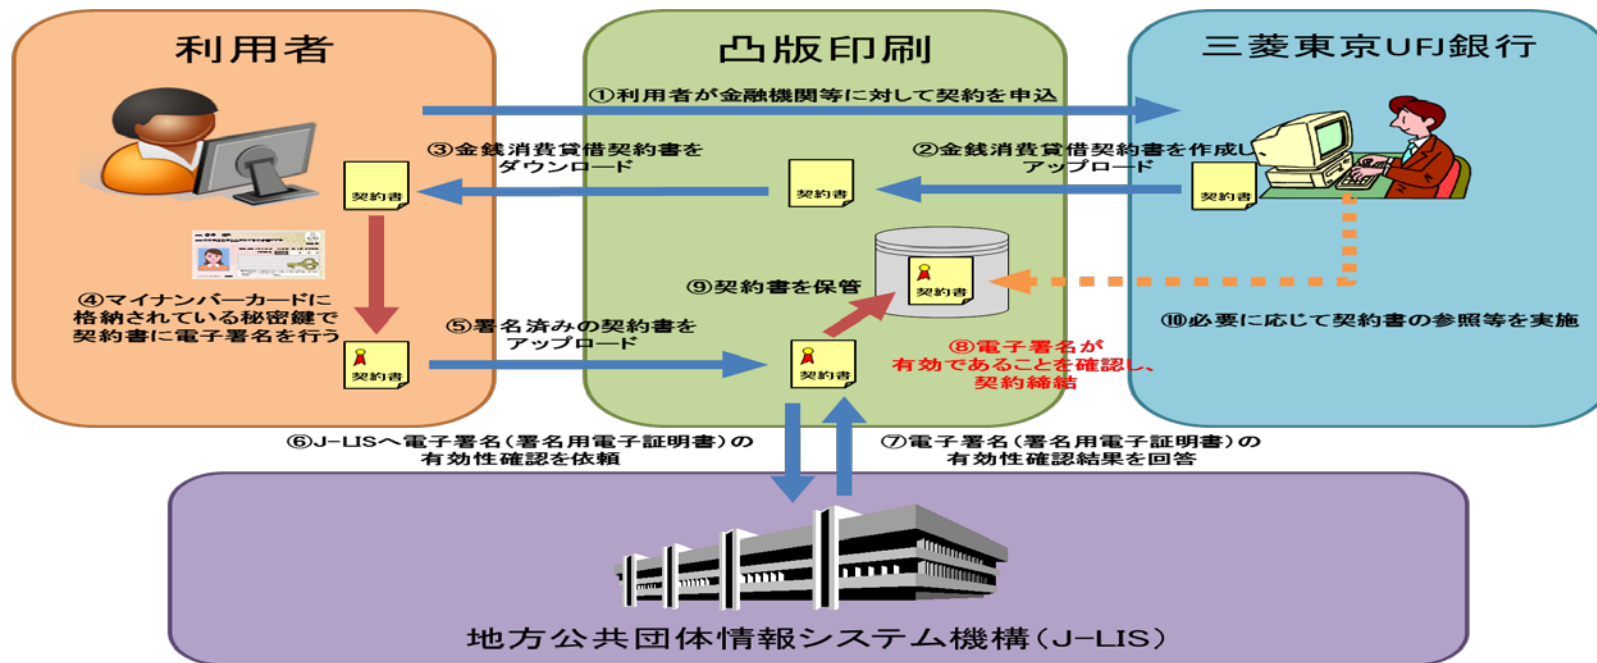 利用者
凸版印刷
三菱東京UFJ銀行
①利用者が金融機関等に対して契約を申込
③金銭消費貸借契約書を
ダウンロード
②金銭消費貸借契約書を作成し
アップロード
契約書
契約書
契約書
④マイナンバーカードに
格納されている秘密鍵で
契約書に電子署名を行う
契約書
⑤署名済みの契約書を
アップロード
契約書
⑨契約書を保管
契約書
⑧電子署名が
有効であることを確認し、
契約締結
⑩必要に応じて契約書の参照等を実施
⑥J-LISへ電子署名(署名用電子証明書)の
有効性確認を依頼
⑦電子署名(署名用電子証明書)の
有効性確認結果を回答
地方公共団体情報システム機構(J-LIS)